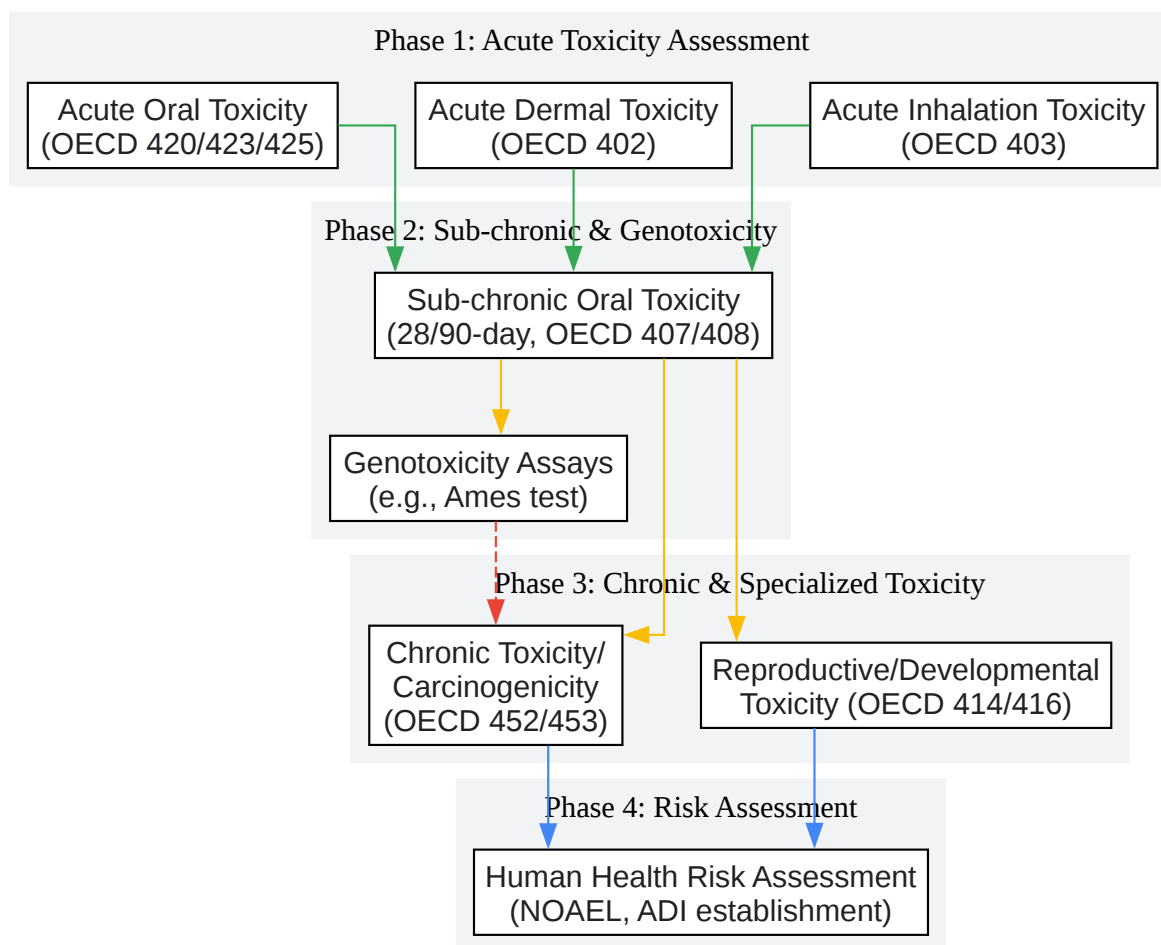 Phase 1: Acute Toxicity Assessment
Acute Oral Toxicity
(OECD 420/423/425)
Acute Dermal Toxicity
(OECD 402)
Acute Inhalation Toxicity
(OECD 403)
Phase 2: Sub-chronic & Genotoxicity
Sub-chronic Oral Toxicity
(28/90-day, OECD 407/408)
Genotoxicity Assays
(e.g., Ames test)
Phase 3: Chronic & Specialized Toxicity
Chronic Toxicity/
Carcinogenicity
(OECD 452/453)
Reproductive/Developmental
Toxicity (OECD 414/416)
Phase 4: Risk Assessment
Human Health Risk Assessment
(NOAEL, ADI establishment)